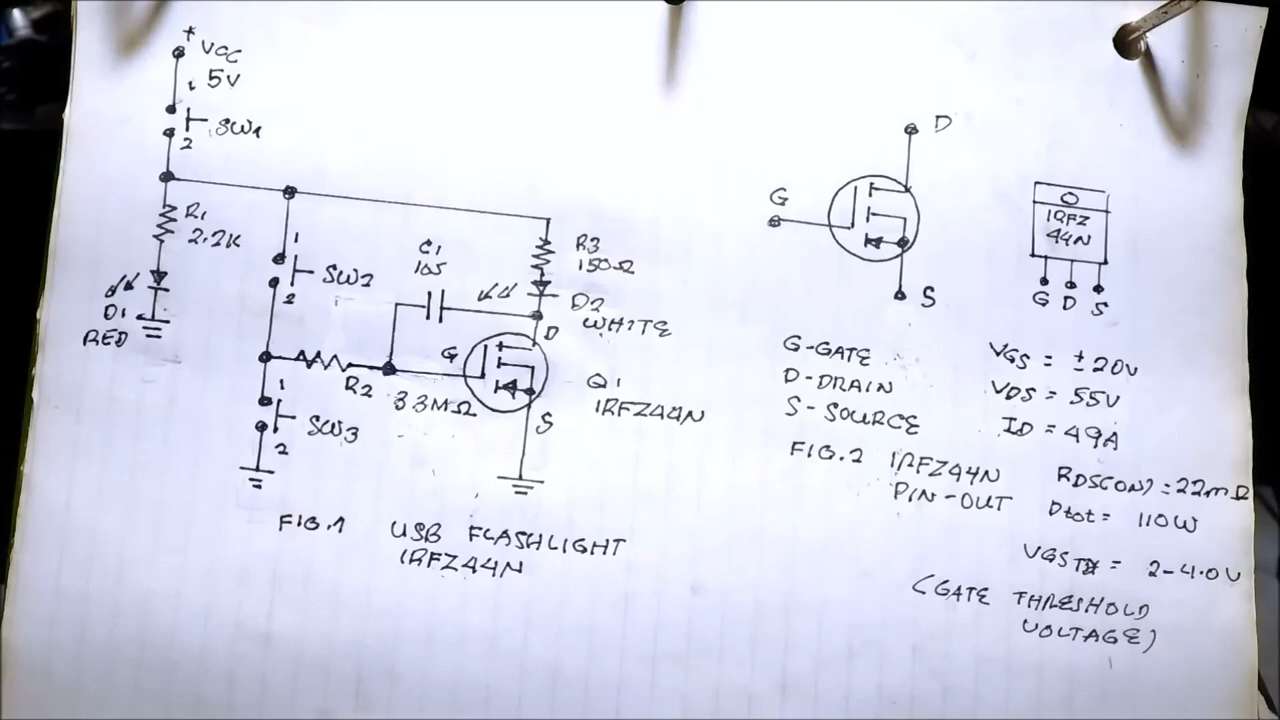 + VCC
5V
1
SW1
2
R1
2.2K
D1
RED
1
SW2
2
C1
105
R3
150Ω
D2
WHITE
D
G
S
R2
33MΩ
Q1
IRFZ44N
1
SW3
2
FIG.1 USB FLASHLIGHT
IRFZ44N
D
G
S
IRFZ
44N
G D S
G-GATE
D-DRAIN
S-SOURCE
FIG.2 IRFZ44N
PIN-OUT
VGS = ±20V
VDS = 55V
ID = 49A
RDS(ON) = 22mΩ
Dtot = 110W
VGSTH = 2-4.0V
(GATE THRESHOLD
VOLTAGE)